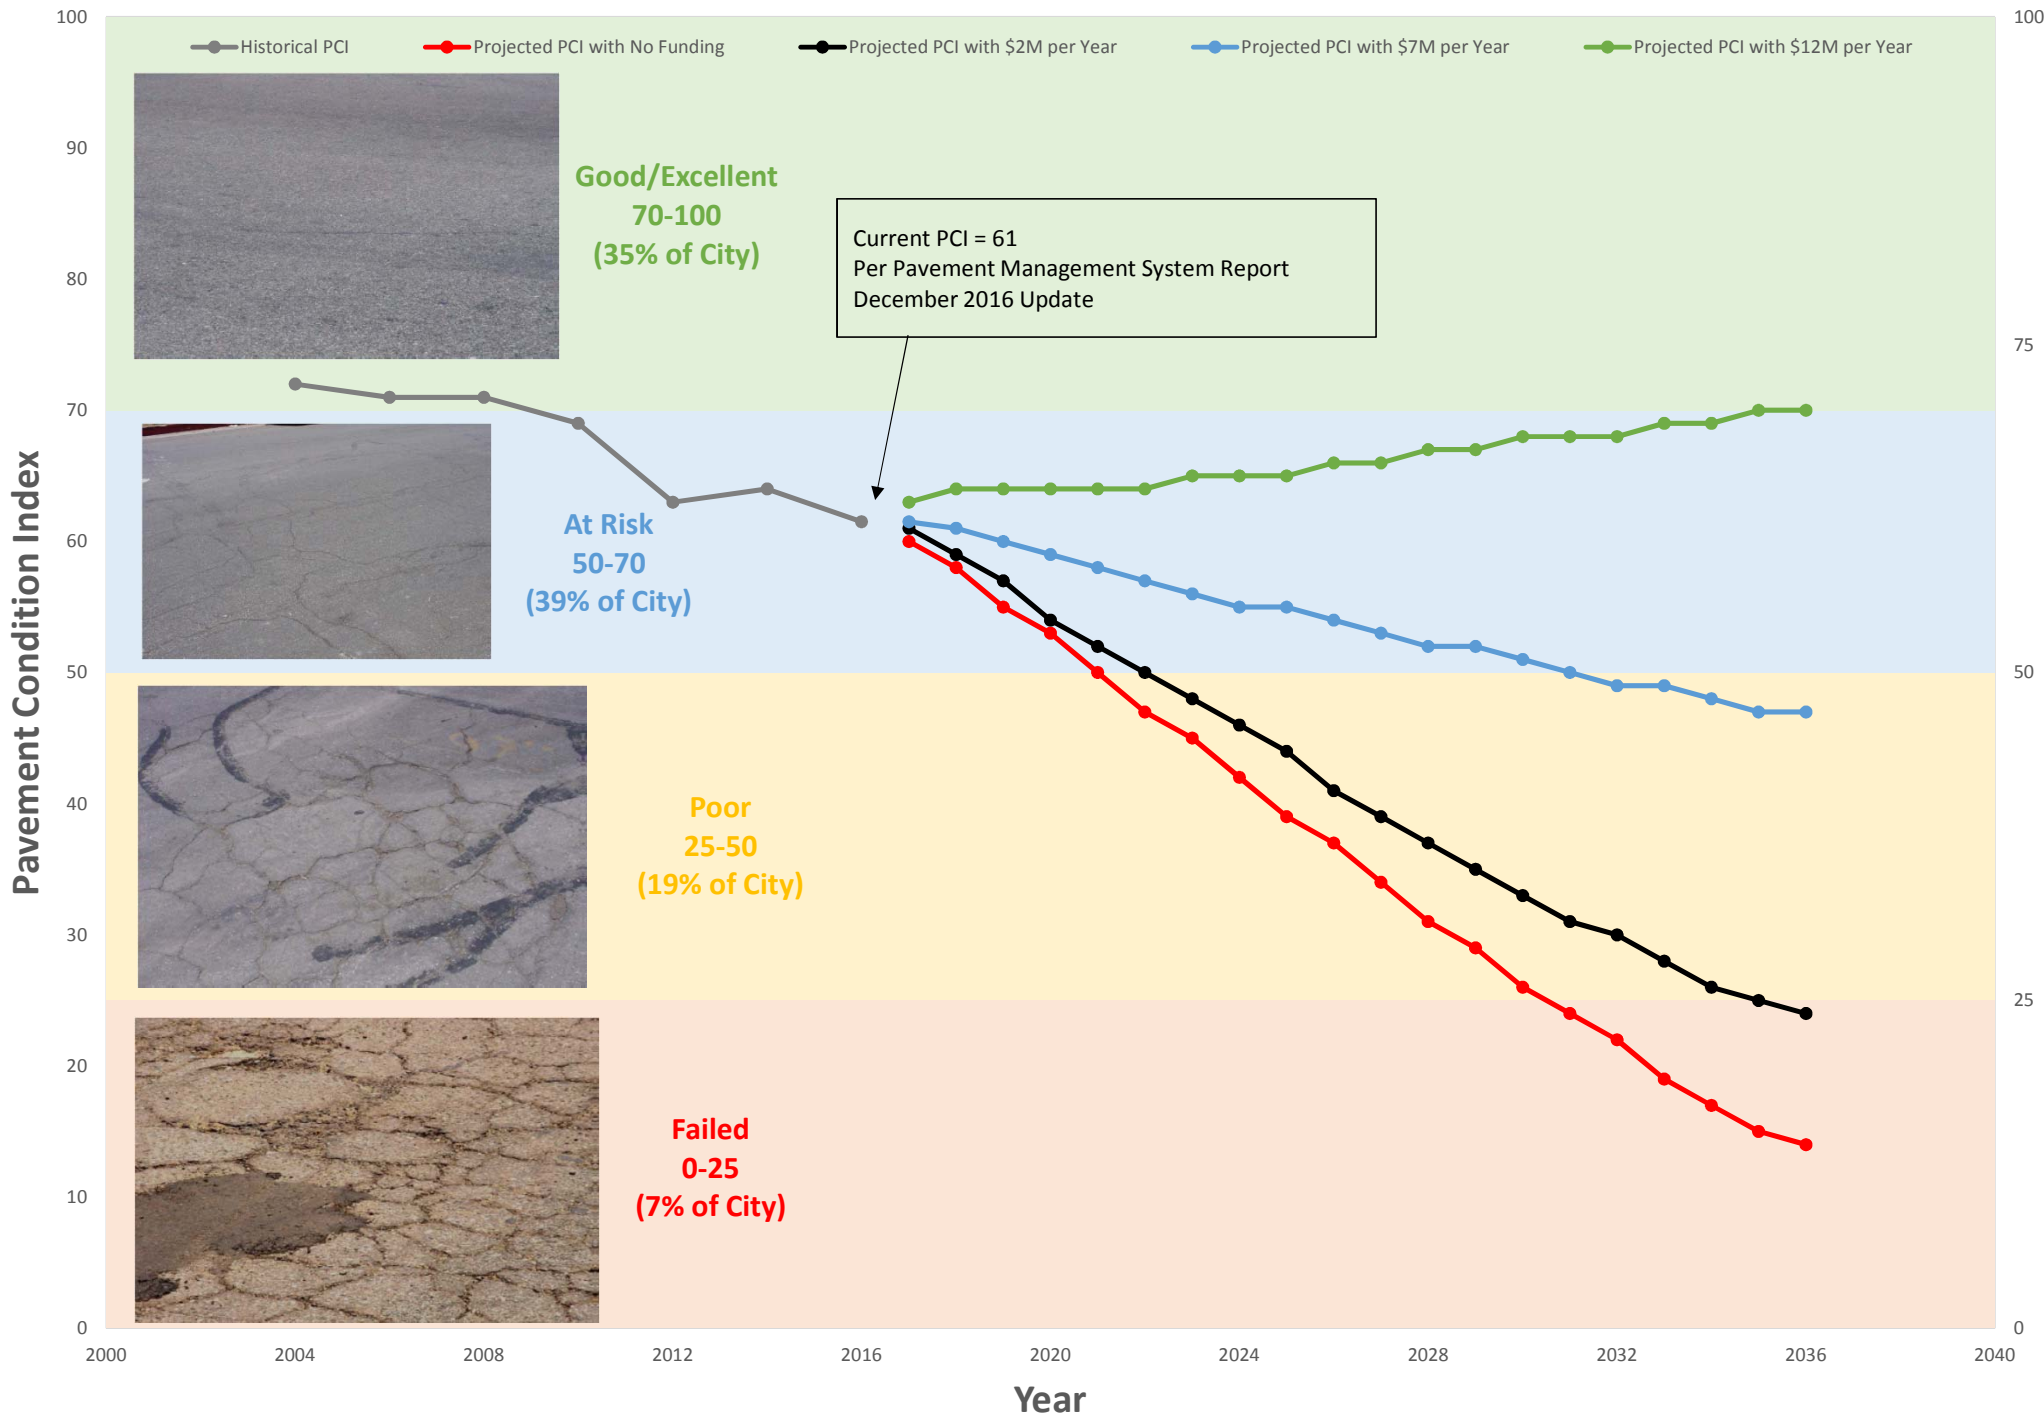 Historical PCI
Projected PCI with No Funding
Projected PCI with $2M per Year
Projected PCI with $7M per Year
Projected PCI with $12M per Year
Pavement Condition Index
100
90
80
70
60
50
40
30
20
10
0
Good/Excellent
70-100
(35% of City)
Current PCI = 61
Per Pavement Management System Report
December 2016 Update
At Risk
50-70
(39% of City)
Poor
25-50
(19% of City)
Failed
0-25
(7% of City)
100
75
50
25
0
2000
2004
2008
2012
2016
2020
2024
2028
2032
2036
2040
Year